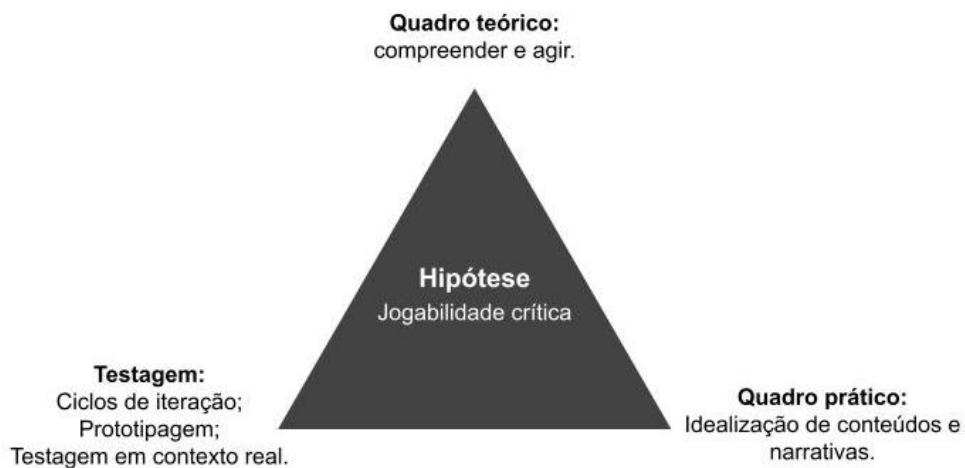 Quadro teórico:
compreender e agir.
Hipótese
Jogabilidade crítica
Testagem:
Ciclos de iteração;
Prototipagem;
Testagem em contexto real.
Quadro prático:
Idealização de conteúdos e
narrativas.